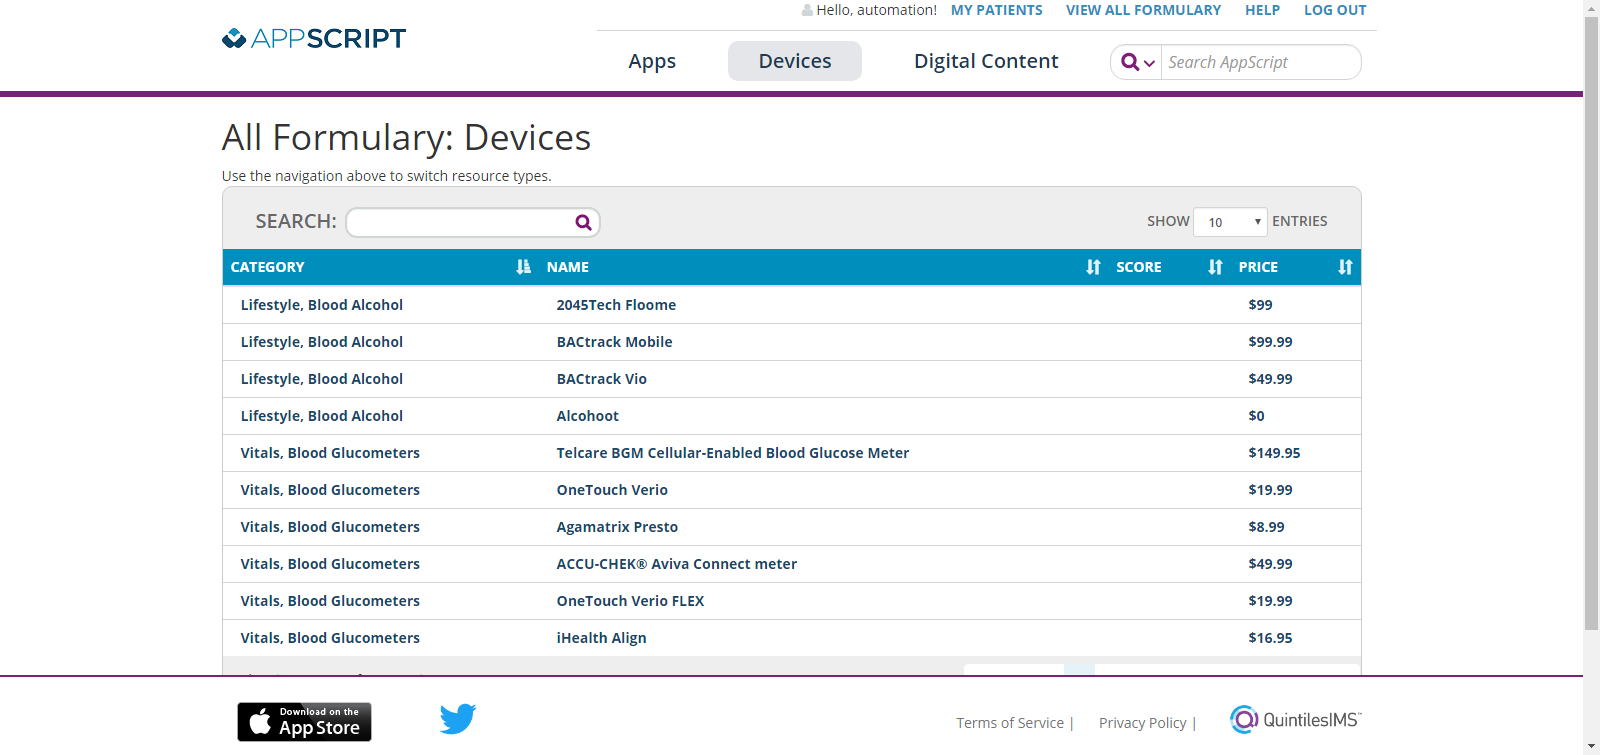 Hello, automation! MY PATIENTS VIEW ALL FORMULARY HELP LOG OUT
APPSCRIPT
Apps Devices Digital Content Search AppScript
All Formulary: Devices
Use the navigation above to switch resource types.
SEARCH: SHOW 10 ENTRIES
CATEGORY NAME SCORE PRICE
Lifestyle, Blood Alcohol 2045Tech Floome $99
Lifestyle, Blood Alcohol BACtrack Mobile $99.99
Lifestyle, Blood Alcohol BACtrack Vio $49.99
Lifestyle, Blood Alcohol Alcohoot $0
Vitals, Blood Glucometers Telcare BGM Cellular-Enabled Blood Glucose Meter $149.95
Vitals, Blood Glucometers OneTouch Verio $19.99
Vitals, Blood Glucometers Agamatrix Presto $8.99
Vitals, Blood Glucometers ACCU-CHEK® Aviva Connect meter $49.99
Vitals, Blood Glucometers OneTouch Verio FLEX $19.99
Vitals, Blood Glucometers iHealth Align $16.95
Download on the
App Store
Terms of Service | Privacy Policy | QuintilesIMS™